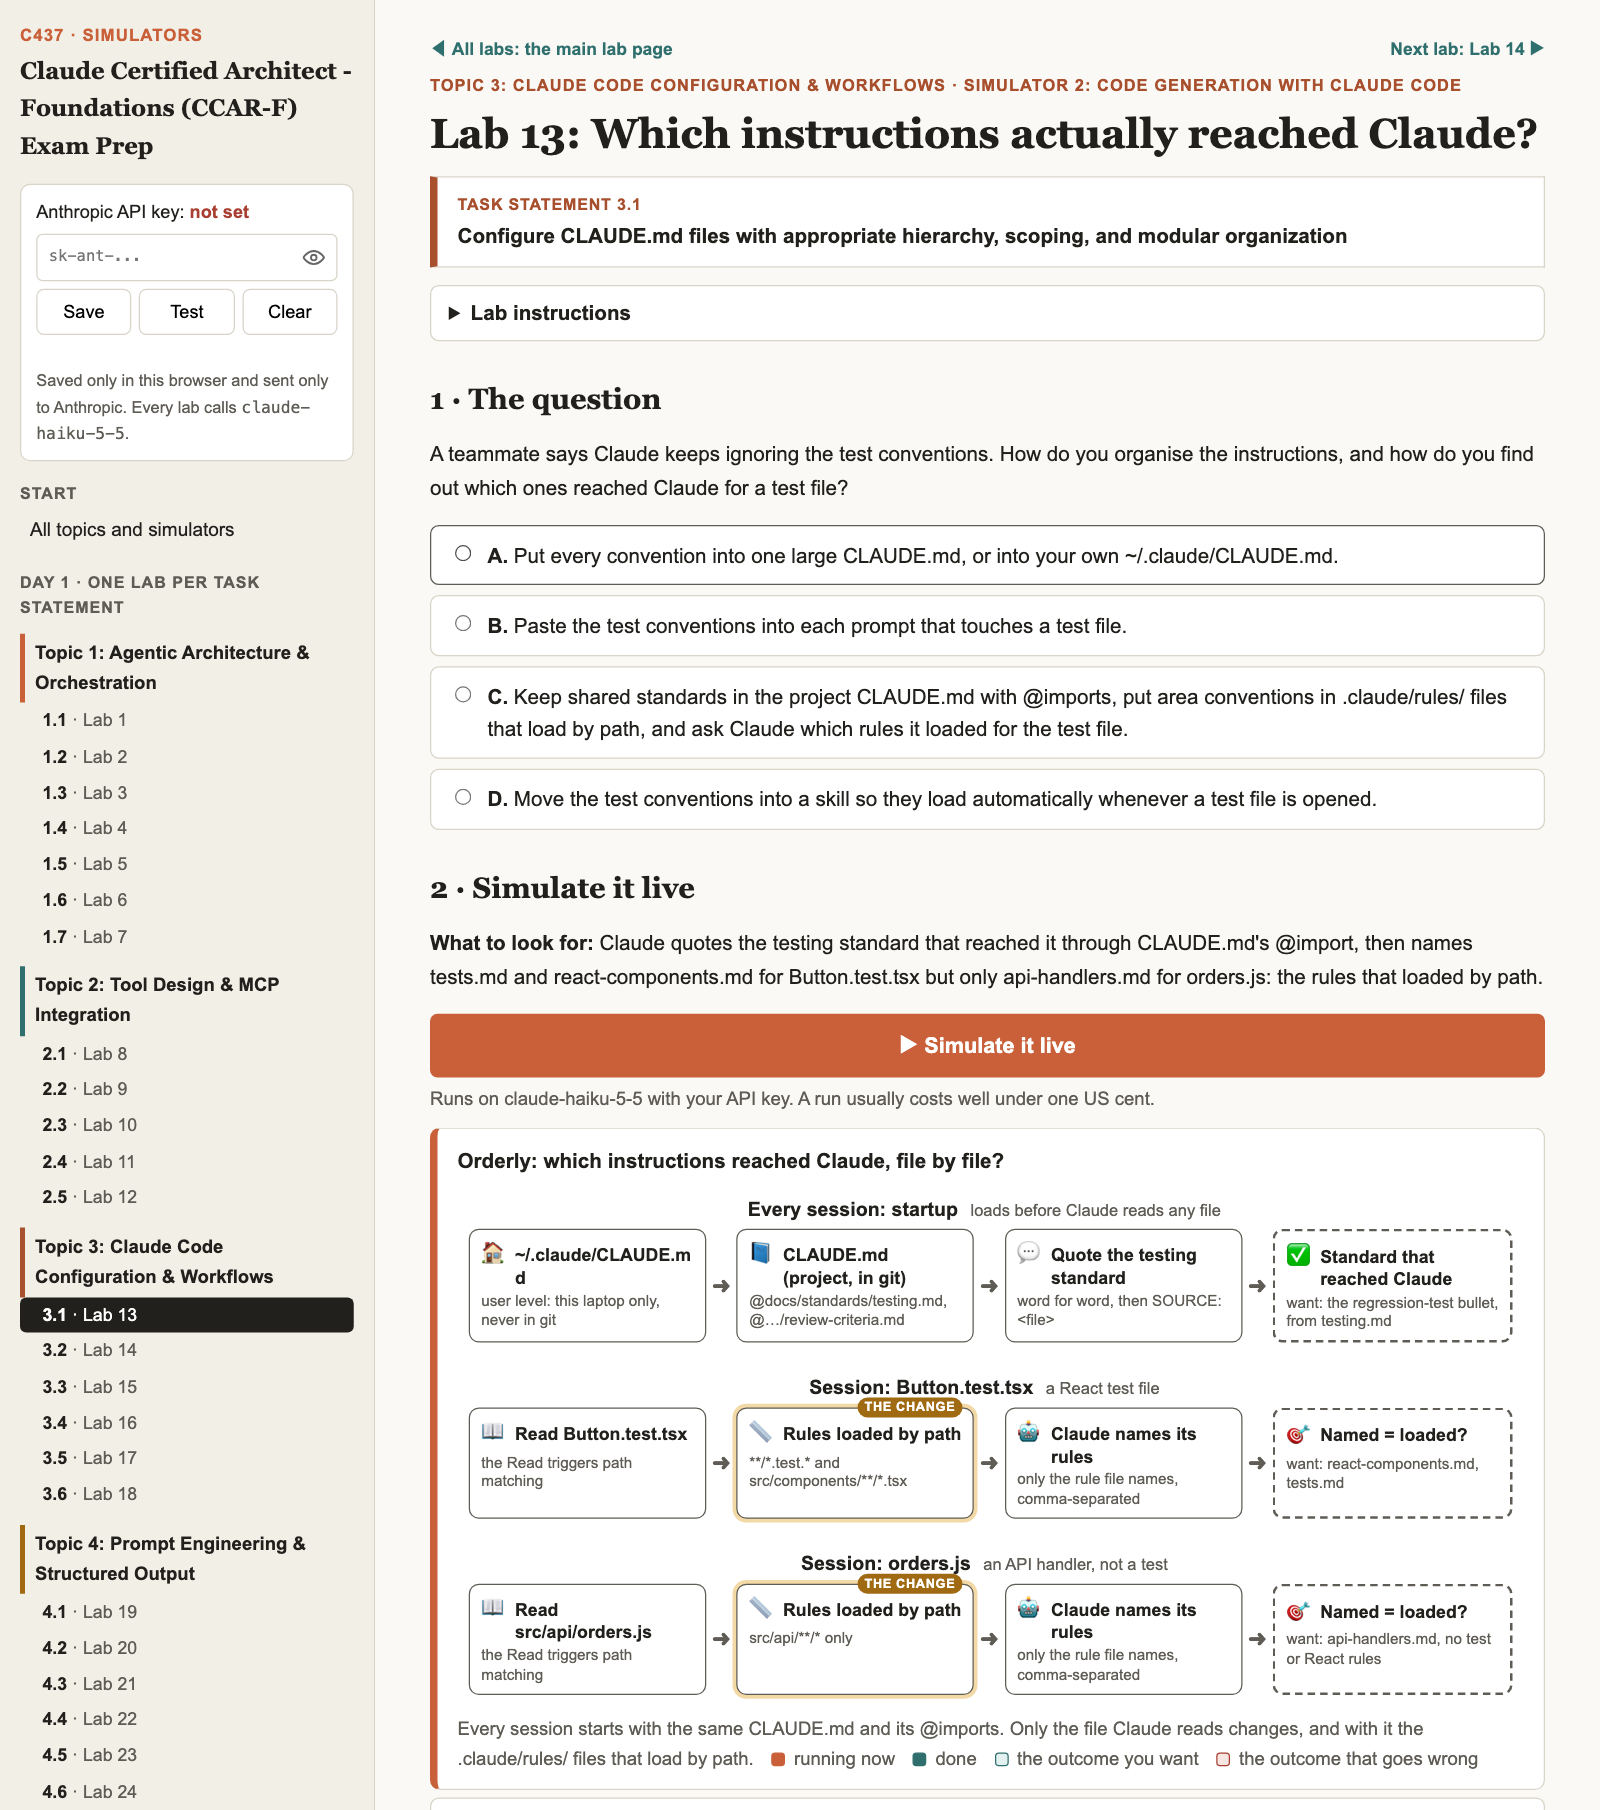 C437 · SIMULATORS
Claude Certified Architect -
Foundations (CCAR-F)
Exam Prep
Anthropic API key: not set
sk-ant-...
Save
Test
Clear
Saved only in this browser and sent only
to Anthropic. Every lab calls claude-
haiku-5-5.
START
All topics and simulators
DAY 1 · ONE LAB PER TASK
STATEMENT
Topic 1: Agentic Architecture &
Orchestration
1.1 · Lab 1
1.2 · Lab 2
1.3 · Lab 3
1.4 · Lab 4
1.5 · Lab 5
1.6 · Lab 6
1.7 · Lab 7
Topic 2: Tool Design & MCP
Integration
2.1 · Lab 8
2.2 · Lab 9
2.3 · Lab 10
2.4 · Lab 11
2.5 · Lab 12
Topic 3: Claude Code
Configuration & Workflows
3.1 · Lab 13
3.2 · Lab 14
3.3 · Lab 15
3.4 · Lab 16
3.5 · Lab 17
3.6 · Lab 18
Topic 4: Prompt Engineering &
Structured Output
4.1 · Lab 19
4.2 · Lab 20
4.3 · Lab 21
4.4 · Lab 22
4.5 · Lab 23
4.6 · Lab 24
◀ All labs: the main lab page
Next lab: Lab 14 ▶
TOPIC 3: CLAUDE CODE CONFIGURATION & WORKFLOWS · SIMULATOR 2: CODE GENERATION WITH CLAUDE CODE
Lab 13: Which instructions actually reached Claude?
TASK STATEMENT 3.1
Configure CLAUDE.md files with appropriate hierarchy, scoping, and modular organization
▶ Lab instructions
1 · The question
A teammate says Claude keeps ignoring the test conventions. How do you organise the instructions, and how do you find
out which ones reached Claude for a test file?
A. Put every convention into one large CLAUDE.md, or into your own ~/.claude/CLAUDE.md.
B. Paste the test conventions into each prompt that touches a test file.
C. Keep shared standards in the project CLAUDE.md with @imports, put area conventions in .claude/rules/ files
that load by path, and ask Claude which rules it loaded for the test file.
D. Move the test conventions into a skill so they load automatically whenever a test file is opened.
2 · Simulate it live
What to look for: Claude quotes the testing standard that reached it through CLAUDE.md's @import, then names
tests.md and react-components.md for Button.test.tsx but only api-handlers.md for orders.js: the rules that loaded by path.
▶ Simulate it live
Runs on claude-haiku-5-5 with your API key. A run usually costs well under one US cent.
Orderly: which instructions reached Claude, file by file?
Every session: startup loads before Claude reads any file
~/.claude/CLAUDE.m
d
user level: this laptop only,
never in git
CLAUDE.md
(project, in git)
@docs/standards/testing.md,
@…/review-criteria.md
Quote the testing
standard
word for word, then SOURCE:
<file>
Standard that
reached Claude
want: the regression-test bullet,
from testing.md
Session: Button.test.tsx a React test file
Read Button.test.tsx
the Read triggers path
matching
THE CHANGE
Rules loaded by path
**/*.test.* and
src/components/**/*.tsx
Claude names its
rules
only the rule file names,
comma-separated
Named = loaded?
want: react-components.md,
tests.md
Session: orders.js an API handler, not a test
Read
src/api/orders.js
the Read triggers path
matching
THE CHANGE
Rules loaded by path
src/api/**/* only
Claude names its
rules
only the rule file names,
comma-separated
Named = loaded?
want: api-handlers.md, no test
or React rules
Every session starts with the same CLAUDE.md and its @imports. Only the file Claude reads changes, and with it the
.claude/rules/ files that load by path. running now done the outcome you want the outcome that goes wrong